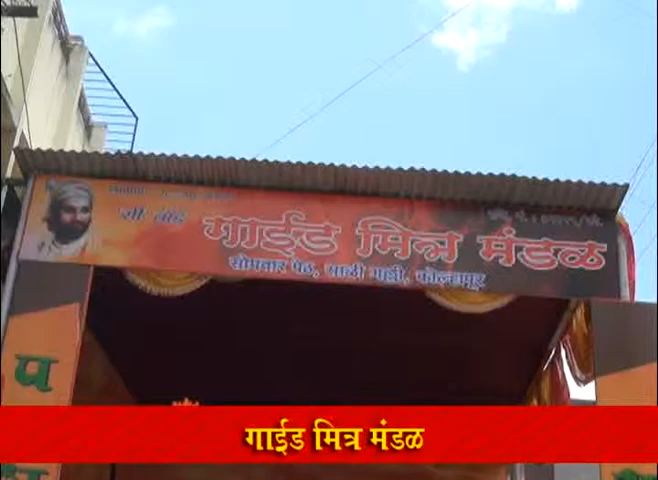 सी वॉर्ड गाईड मित्र मंडळ
सोमवार पेठ, माळी गल्ली, कोल्हापूर
प
गाईड मित्र मंडळ